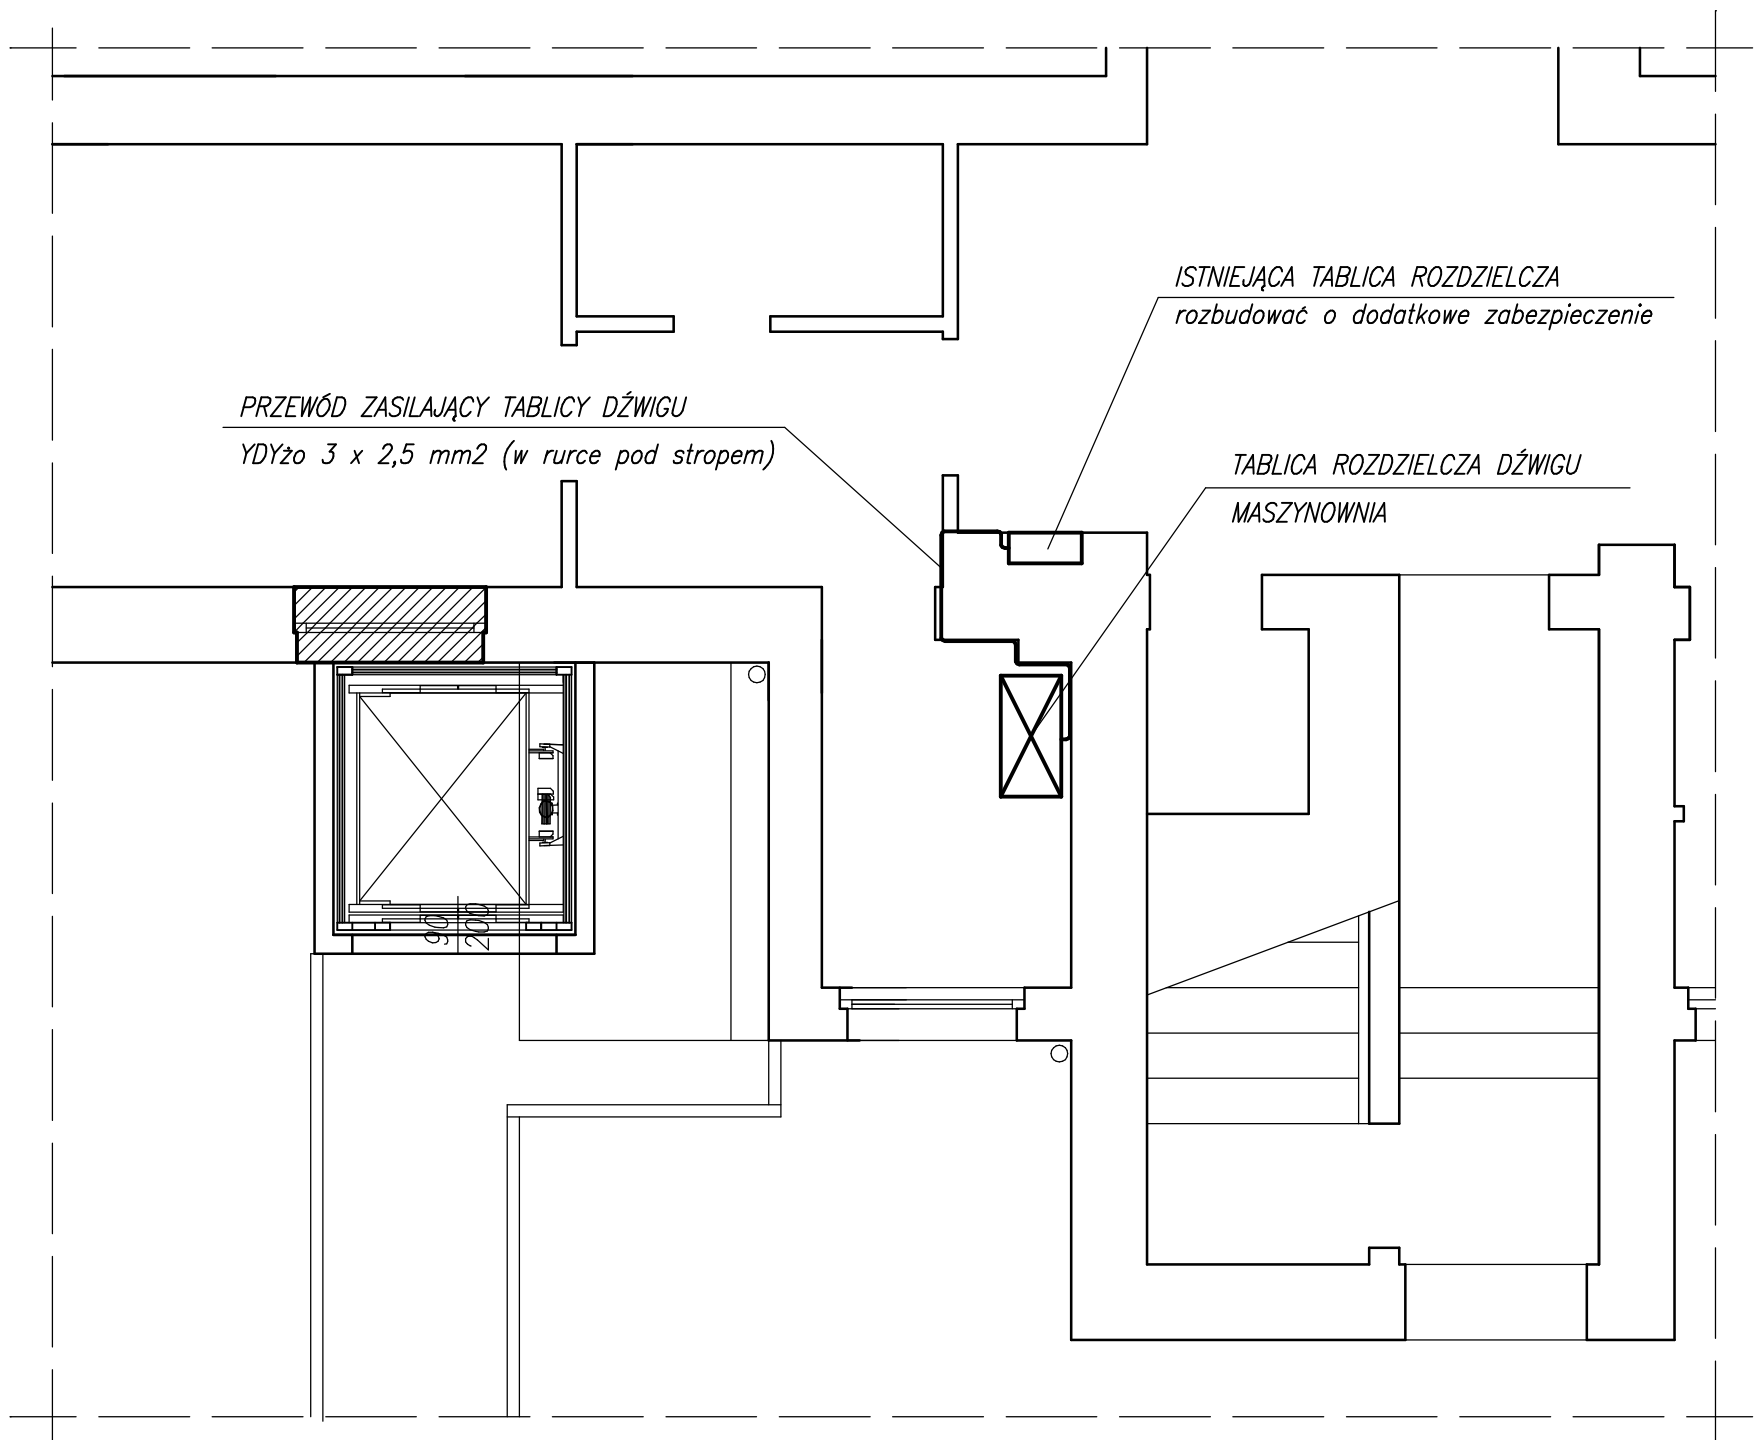 ISTNIEJĄCA TABLICA ROZDZIELCZA
rozbudować o dodatkowe zabezpieczenie
PRZEWÓD ZASILAJĄCY TABLICY DŹWIGU
YDYżo 3 x 2,5 mm2 (w rurce pod stropem)
TABLICA ROZDZIELCZA DŹWIGU
MASZYNOWNIA
90
200